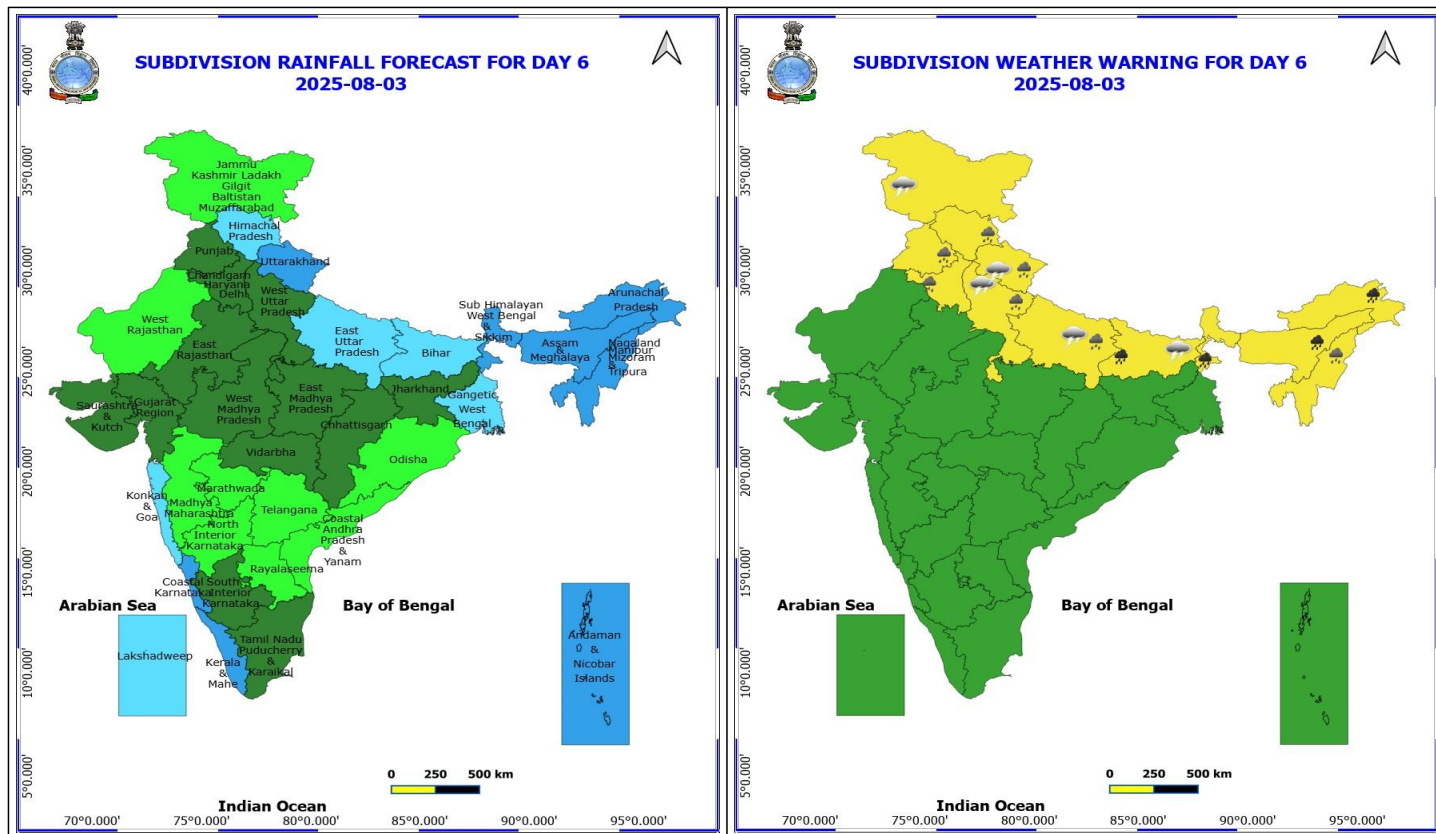 SUBDIVISION RAINFALL FORECAST FOR DAY 6
2025-08-03
40°0.000'
35°0.000'
30°0.000'
25°0.000'
20°0.000'
15°0.000'
10°0.000'
5°0.000'
Jammu
Kashmir Ladakh
Gilgit
Baltistan
Muzaffarabad
Himachal
Pradesh
Punjab
Uttarakhand
Chandigarh
Haryana
Delhi
West
Uttar
Pradesh
West
Rajasthan
East
Rajasthan
East
Uttar
Pradesh
Bihar
Sub Himalayan
West Bengal
&
Sikkim
Arunachal
Pradesh
Assam
&
Meghalaya
Nagaland
Manipur
Mizoram
&
Tripura
Saurashtra
&
Kutch
Gujarat
Region
West
Madhya
Pradesh
East
Madhya
Pradesh
Jharkhand
Gangetic
West
Bengal
Chhattisgarh
Vidarbha
Odisha
Konkan
&
Goa
Marathwada
Madhya
Maharashtra
North
Interior
Karnataka
Telangana
Coastal
Andhra
Pradesh
&
Yanam
Rayalaseema
Coastal
Karnataka
South
Interior
Karnataka
Arabian Sea
Bay of Bengal
Lakshadweep
Kerala
&
Mahe
Tamil Nadu
Puducherry
&
Karaikal
Andaman
&
Nicobar
Islands
0 250 500 km
Indian Ocean
70°0.000' 75°0.000' 80°0.000' 85°0.000' 90°0.000' 95°0.000'
SUBDIVISION WEATHER WARNING FOR DAY 6
2025-08-03
40°0.000'
35°0.000'
30°0.000'
25°0.000'
20°0.000'
15°0.000'
10°0.000'
5°0.000'
Arabian Sea
Bay of Bengal
0 250 500 km
Indian Ocean
70°0.000' 75°0.000' 80°0.000' 85°0.000' 90°0.000' 95°0.000'